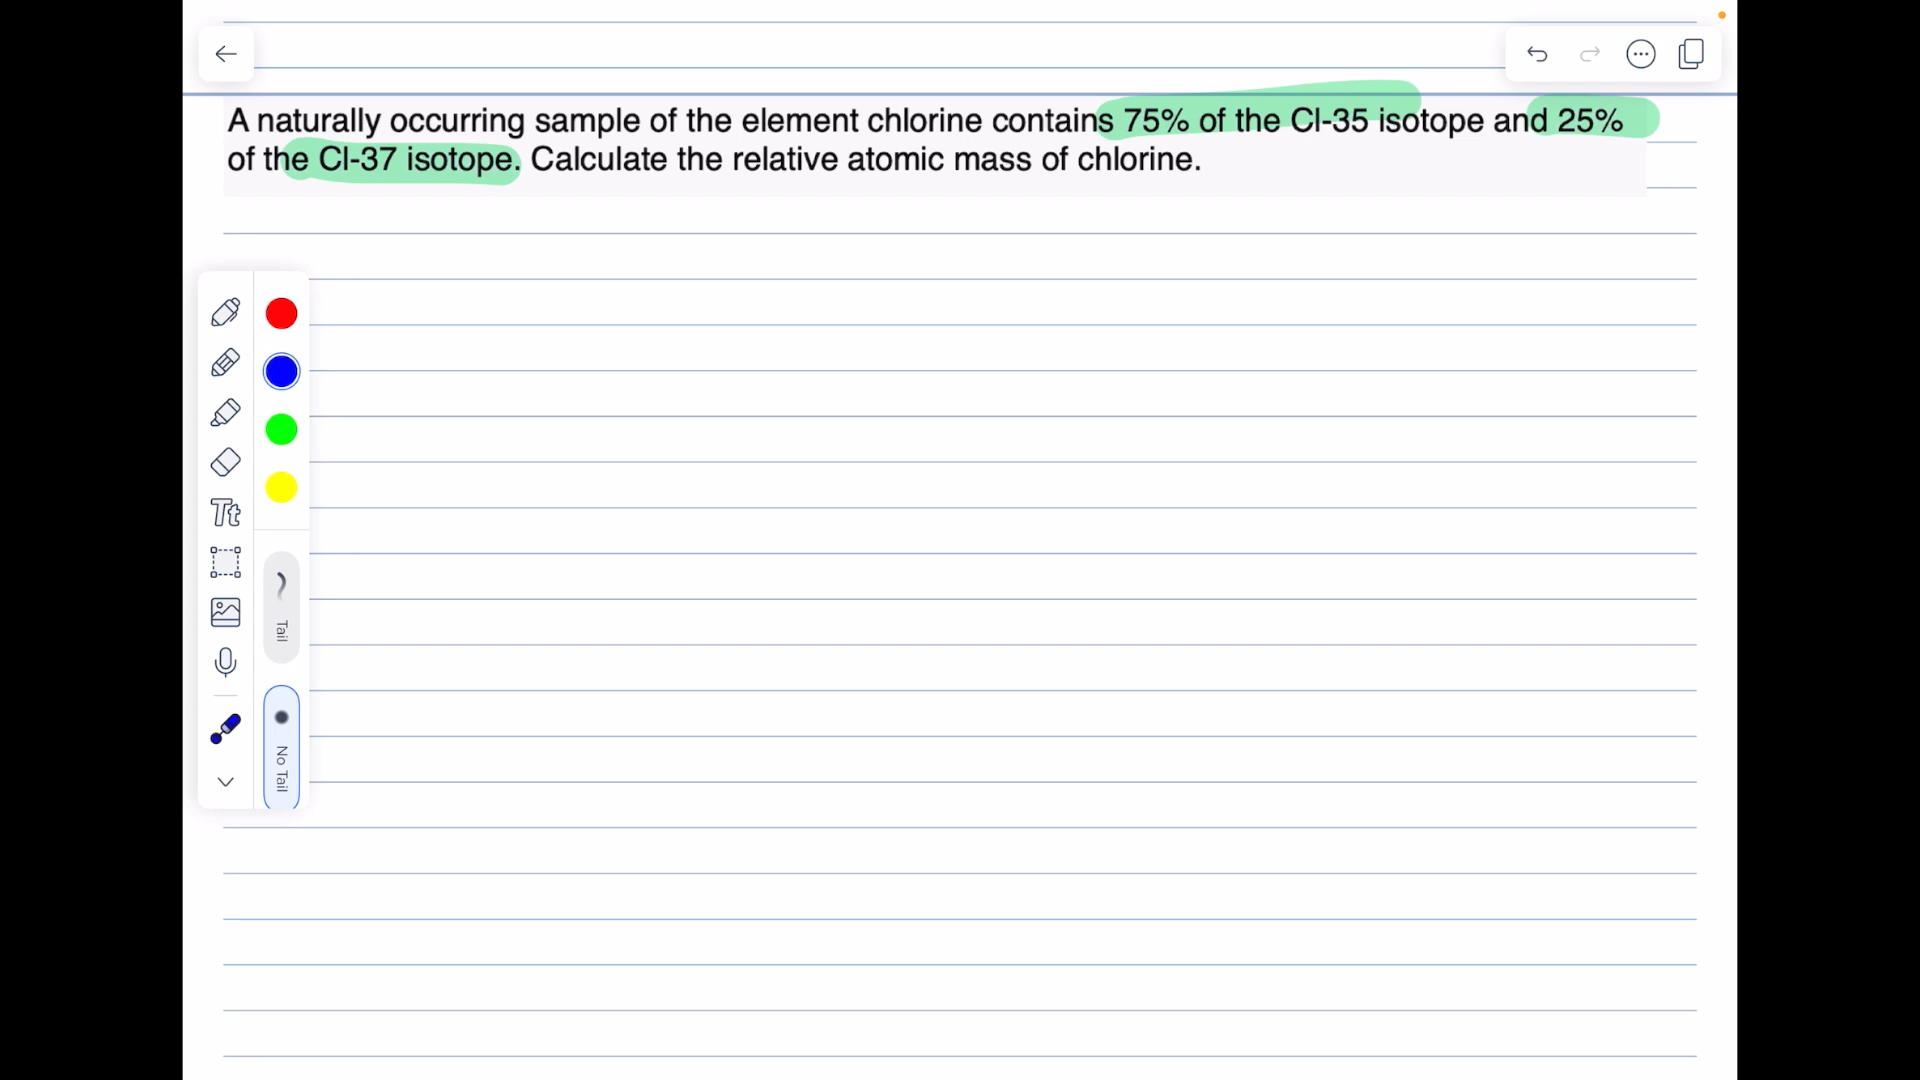 A naturally occurring sample of the element chlorine contains 75% of the Cl-35 isotope and 25%
of the Cl-37 isotope. Calculate the relative atomic mass of chlorine.
Tt
Tail
No Tail